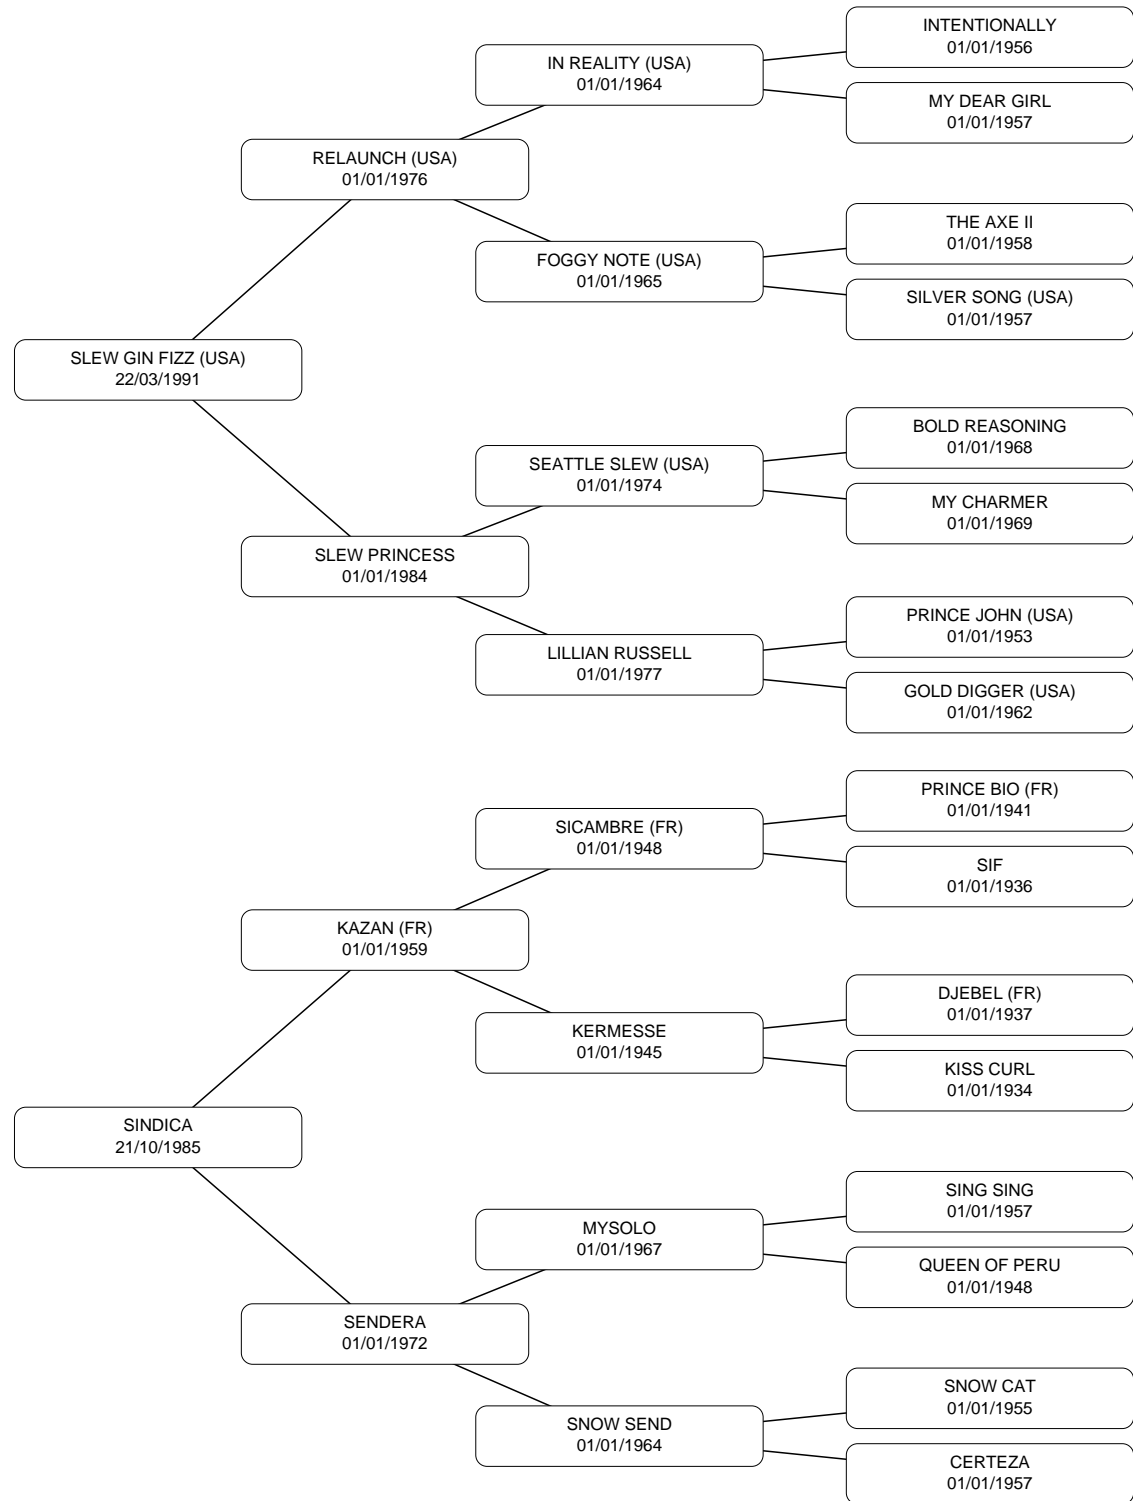 INTENTIONALLY
01/01/1956
IN REALITY (USA)
01/01/1964
MY DEAR GIRL
01/01/1957
RELAUNCH (USA)
01/01/1976
THE AXE II
01/01/1958
FOGGY NOTE (USA)
01/01/1965
SILVER SONG (USA)
01/01/1957
SLEW GIN FIZZ (USA)
22/03/1991
BOLD REASONING
01/01/1968
SEATTLE SLEW (USA)
01/01/1974
MY CHARMER
01/01/1969
SLEW PRINCESS
01/01/1984
PRINCE JOHN (USA)
01/01/1953
LILLIAN RUSSELL
01/01/1977
GOLD DIGGER (USA)
01/01/1962
PRINCE BIO (FR)
01/01/1941
SICAMBRE (FR)
01/01/1948
SIF
01/01/1936
KAZAN (FR)
01/01/1959
DJEBEL (FR)
01/01/1937
KERMESSE
01/01/1945
KISS CURL
01/01/1934
SINDICA
21/10/1985
SING SING
01/01/1957
MYSOLO
01/01/1967
QUEEN OF PERU
01/01/1948
SENDERA
01/01/1972
SNOW CAT
01/01/1955
SNOW SEND
01/01/1964
CERTEZA
01/01/1957